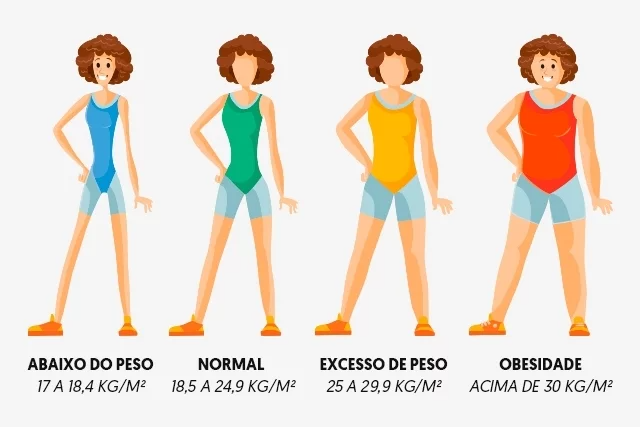 ABAIXO DO PESO
17 A 18,4 KG/M²
NORMAL
18,5 A 24,9 KG/M²
EXCESSO DE PESO
25 A 29,9 KG/M²
OBESIDADE
ACIMA DE 30 KG/M²